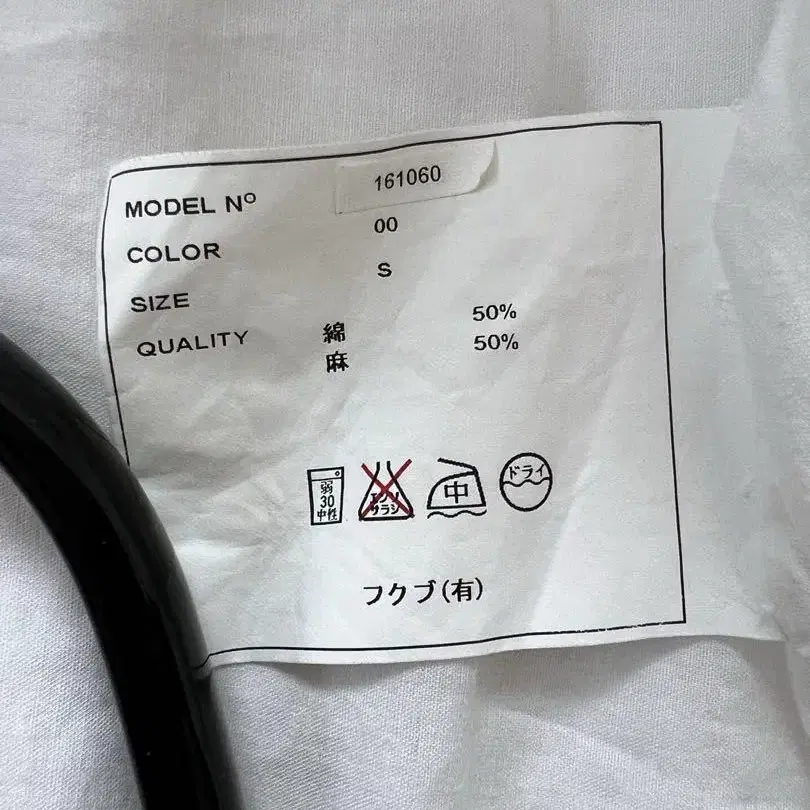 MODEL Nº 161060
COLOR 00
SIZE S
QUALITY 綿 50%
麻 50%
弱
30
中性
エンソ
サラシ
中
ドライ
フクブ(有)